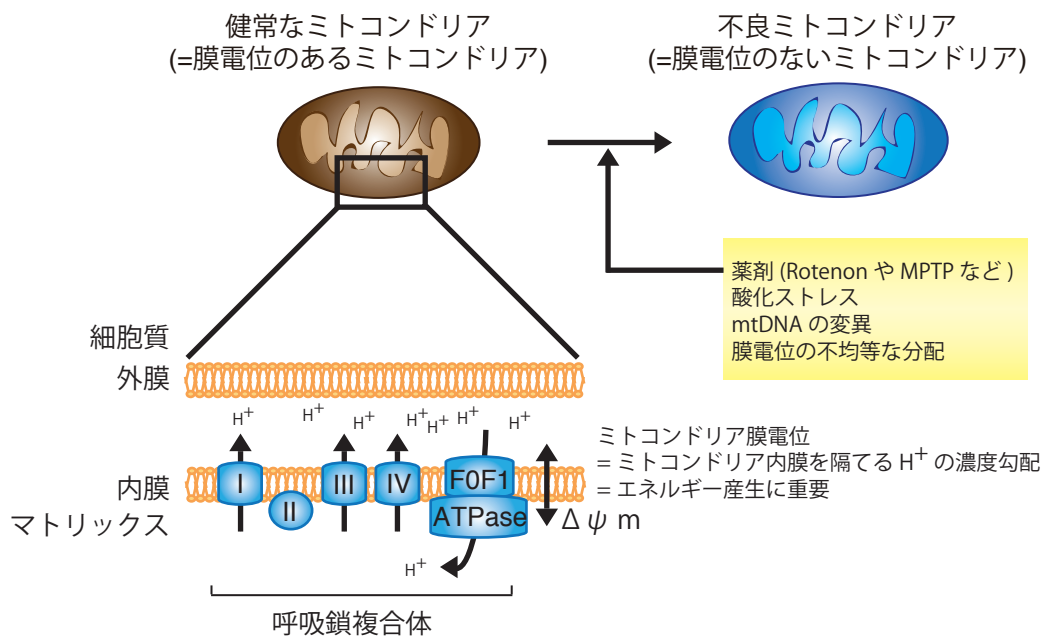 健常なミトコンドリア
(=膜電位のあるミトコンドリア)
不良ミトコンドリア
(=膜電位のないミトコンドリア)
薬剤 (Rotenon や MPTP など )
酸化ストレス
mtDNA の変異
膜電位の不均等な分配
細胞質
外膜
H+ H+ H+ H+ H+ H+ H+
ミトコンドリア膜電位
= ミトコンドリア内膜を隔てる H+ の濃度勾配
= エネルギー産生に重要
内膜
I
II
III
IV
F0F1
ATPase
Δ ψ m
マトリックス
H+
呼吸鎖複合体